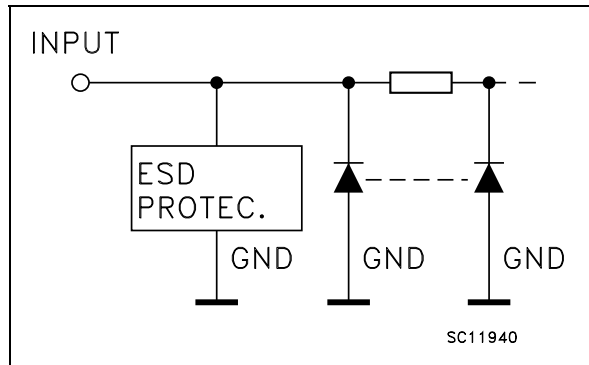 INPUT
ESD
PROTEC.
GND
GND
GND
SC11940